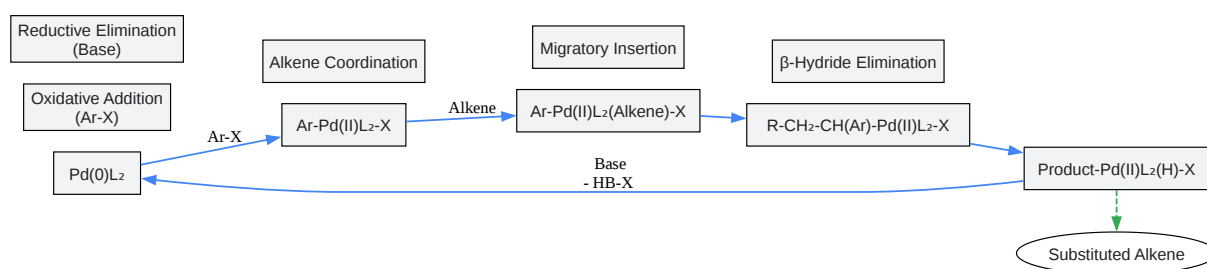 Reductive Elimination
(Base)
Oxidative Addition
(Ar-X)
Pd(0)L₂
Ar-X
Alkene Coordination
Ar-Pd(II)L₂-X
Alkene
Migratory Insertion
Ar-Pd(II)L₂(Alkene)-X
β-Hydride Elimination
R-CH₂-CH(Ar)-Pd(II)L₂-X
Base
- HB-X
Product-Pd(II)L₂(H)-X
Substituted Alkene